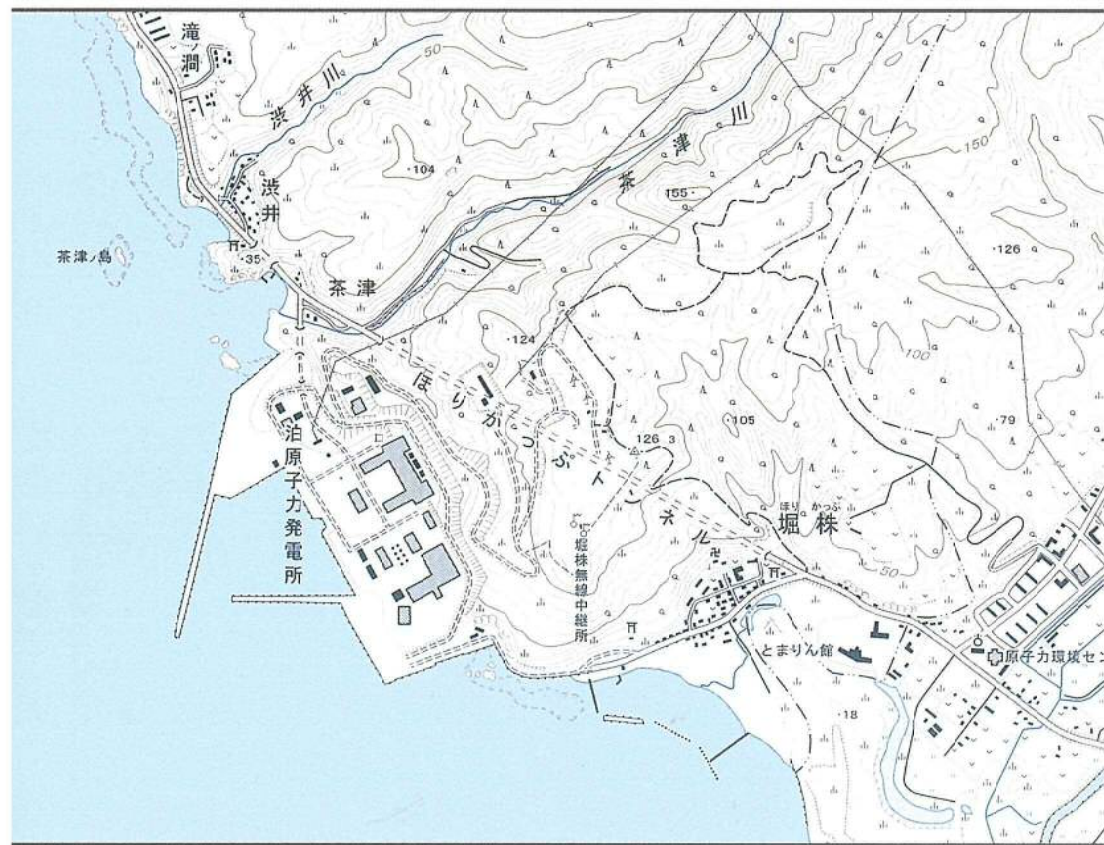 滝ノ澗
渋井川
50
渋井
・104
茶津川
155・
150
・126
茶津ノ島
・35
茶津
・124
100
・79
ほりかっぷトンネル
・105
126.3
泊原子力発電所
ほりかっぷ
堀株
50
堀株無線中継所
とまりん館
原子力環境セン
・18